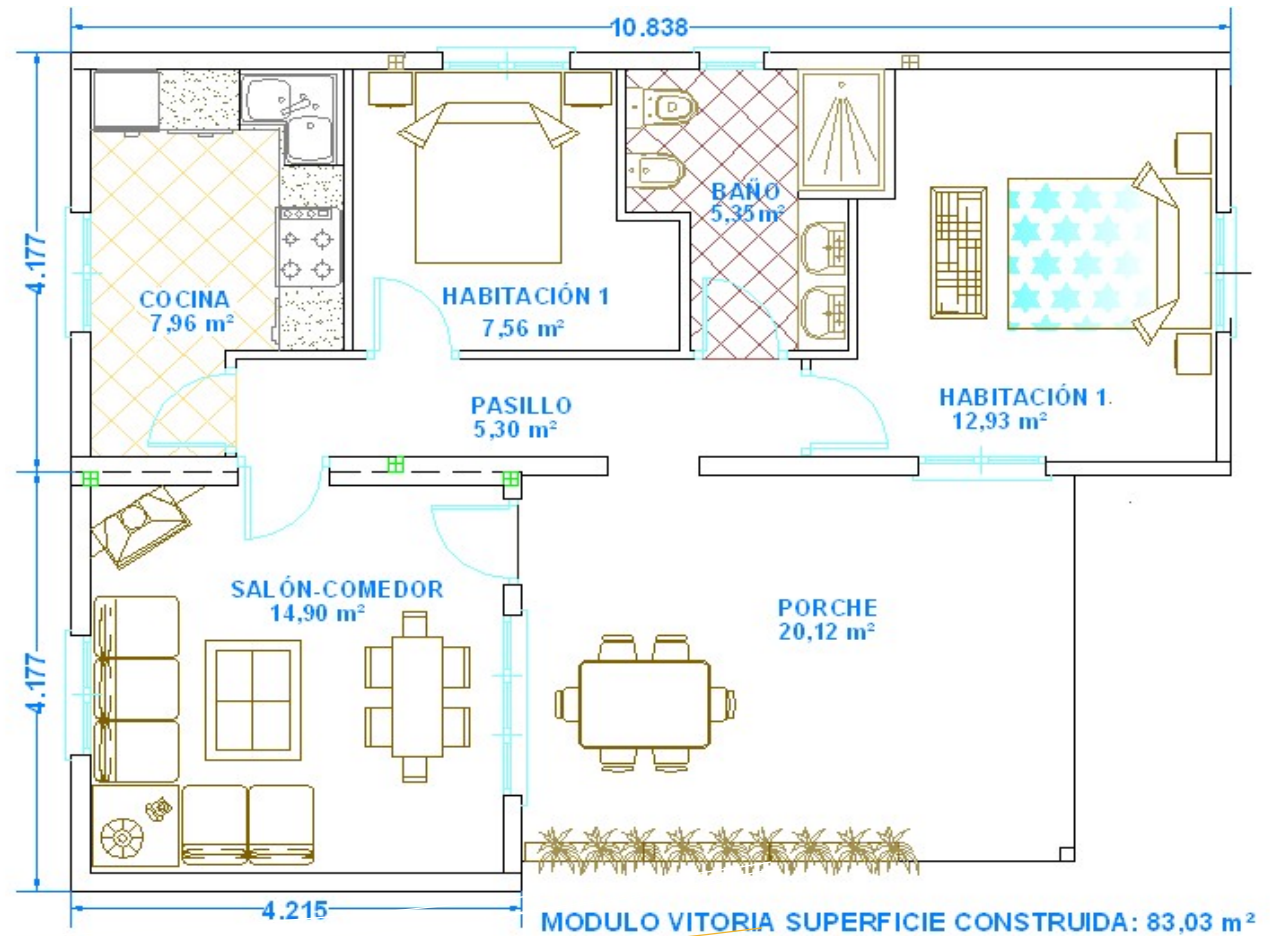 10.838
4.177
COCINA
7,96 m²
HABITACIÓN 1
7,56 m²
BAÑO
5,35m²
HABITACIÓN 1.
12,93 m²
PASILLO
5,30 m²
4.177
SALÓN-COMEDOR
14,90 m²
PORCHE
20,12 m²
4.215
MODULO VITORIA SUPERFICIE CONSTRUIDA: 83,03 m²